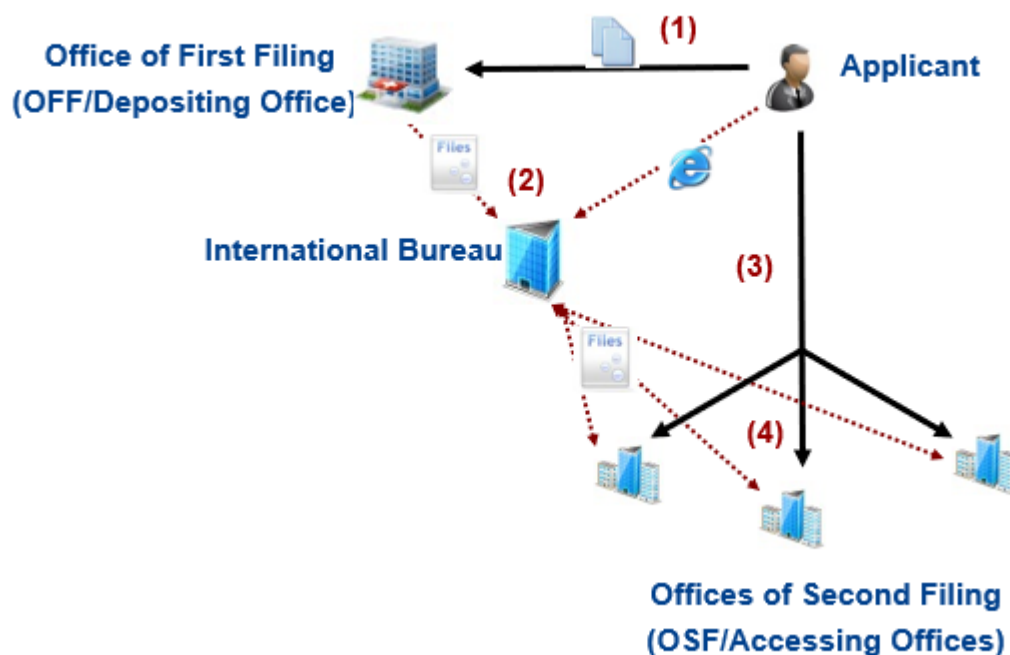 (1)
Office of First Filing
(OFF/Depositing Office)
Applicant
Files
(2)
International Bureau
(3)
Files
(4)
Offices of Second Filing
(OSF/Accessing Offices)